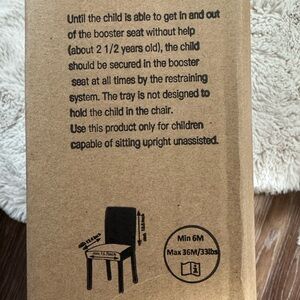 Until the child is able to get in and out
of the booster seat without help
(about 2 1/2 years old), the child
should be secured in the booster
seat at all times by the restraining
system. The tray is not designed to
hold the child in the chair.
Use this product only for children
capable of sitting upright unassisted.
Min 6M
Max 36M/33lbs